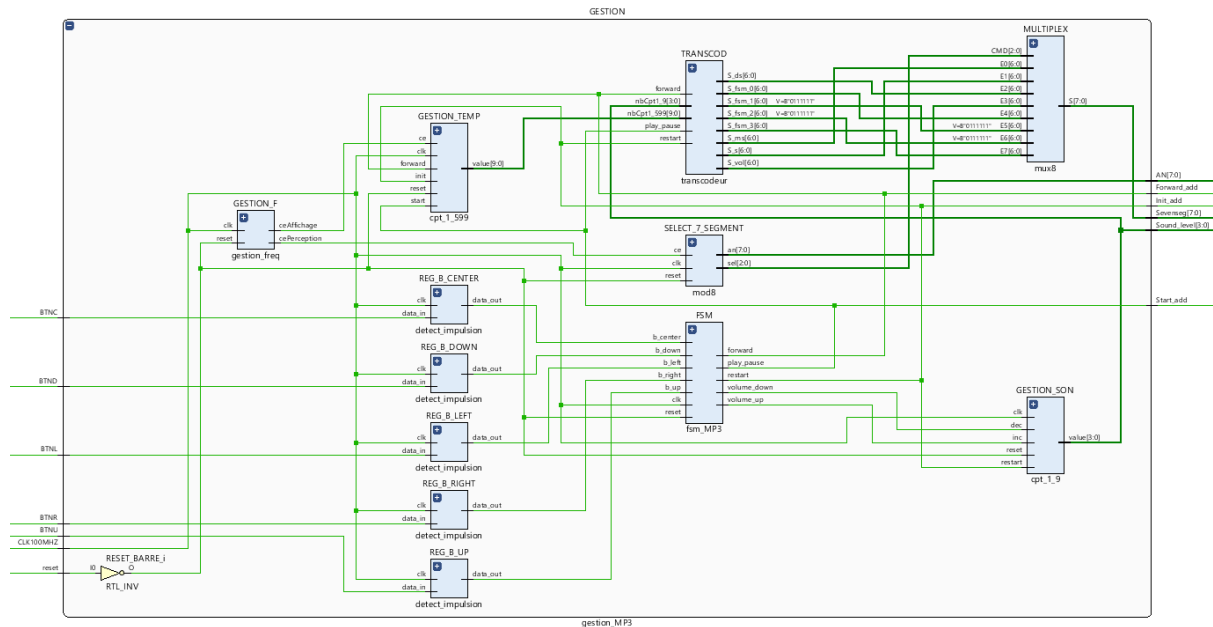 GESTION
MULTIPLEX
CMD[2:0]
E0[6:0]
E1[6:0]
E2[6:0]
E3[6:0]
E4[6:0]
V=B"0111111" E5[6:0]
V=B"0111111" E6[6:0]
E7[6:0]
S[7:0]
mux8
TRANSCOD
forward
nbCpt1_9[3:0]
nbCpt1_599[9:0]
play_pause
restart
S_ds[6:0]
S_fsm_0[6:0]
S_fsm_1[6:0] V=B"0111111"
S_fsm_2[6:0] V=B"0111111"
S_fsm_3[6:0]
S_ms[6:0]
S_s[6:0]
S_vol[6:0]
transcodeur
GESTION_TEMP
ce
clk
forward
init
reset
start
value[9:0]
cpt_1_599
AN[7:0]
Forward_add
Init_add
Sevenseg[7:0]
Sound_level[3:0]
GESTION_F
clk
reset
ceAffichage
cePerception
gestion_freq
SELECT_7_SEGMENT
ce
clk
reset
an[7:0]
sel[2:0]
mod8
REG_B_CENTER
clk
data_in
data_out
detect_impulsion
Start_add
BTNC
FSM
b_center
b_down
b_left
b_right
b_up
clk
reset
forward
play_pause
restart
volume_down
volume_up
fsm_MP3
REG_B_DOWN
clk
data_in
data_out
detect_impulsion
BTND
GESTION_SON
clk
dec
inc
reset
restart
value[3:0]
cpt_1_9
REG_B_LEFT
clk
data_in
data_out
detect_impulsion
BTNL
REG_B_RIGHT
clk
data_in
data_out
detect_impulsion
BTNR
BTNU
CLK100MHZ
reset
RESET_BARRE_i
I0
O
RTL_INV
REG_B_UP
clk
data_in
data_out
detect_impulsion
gestion_MP3